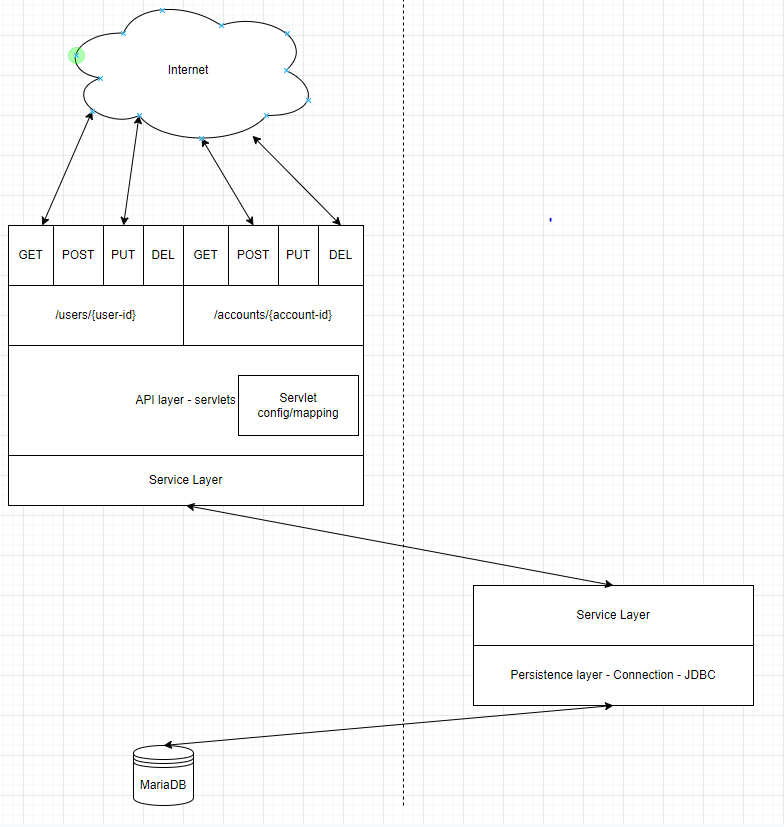 Internet
GET POST PUT DEL GET POST PUT DEL
/users/{user-id} /accounts/{account-id}
API layer - servlets
Servlet
config/mapping
Service Layer
Service Layer
Persistence layer - Connection - JDBC
MariaDB